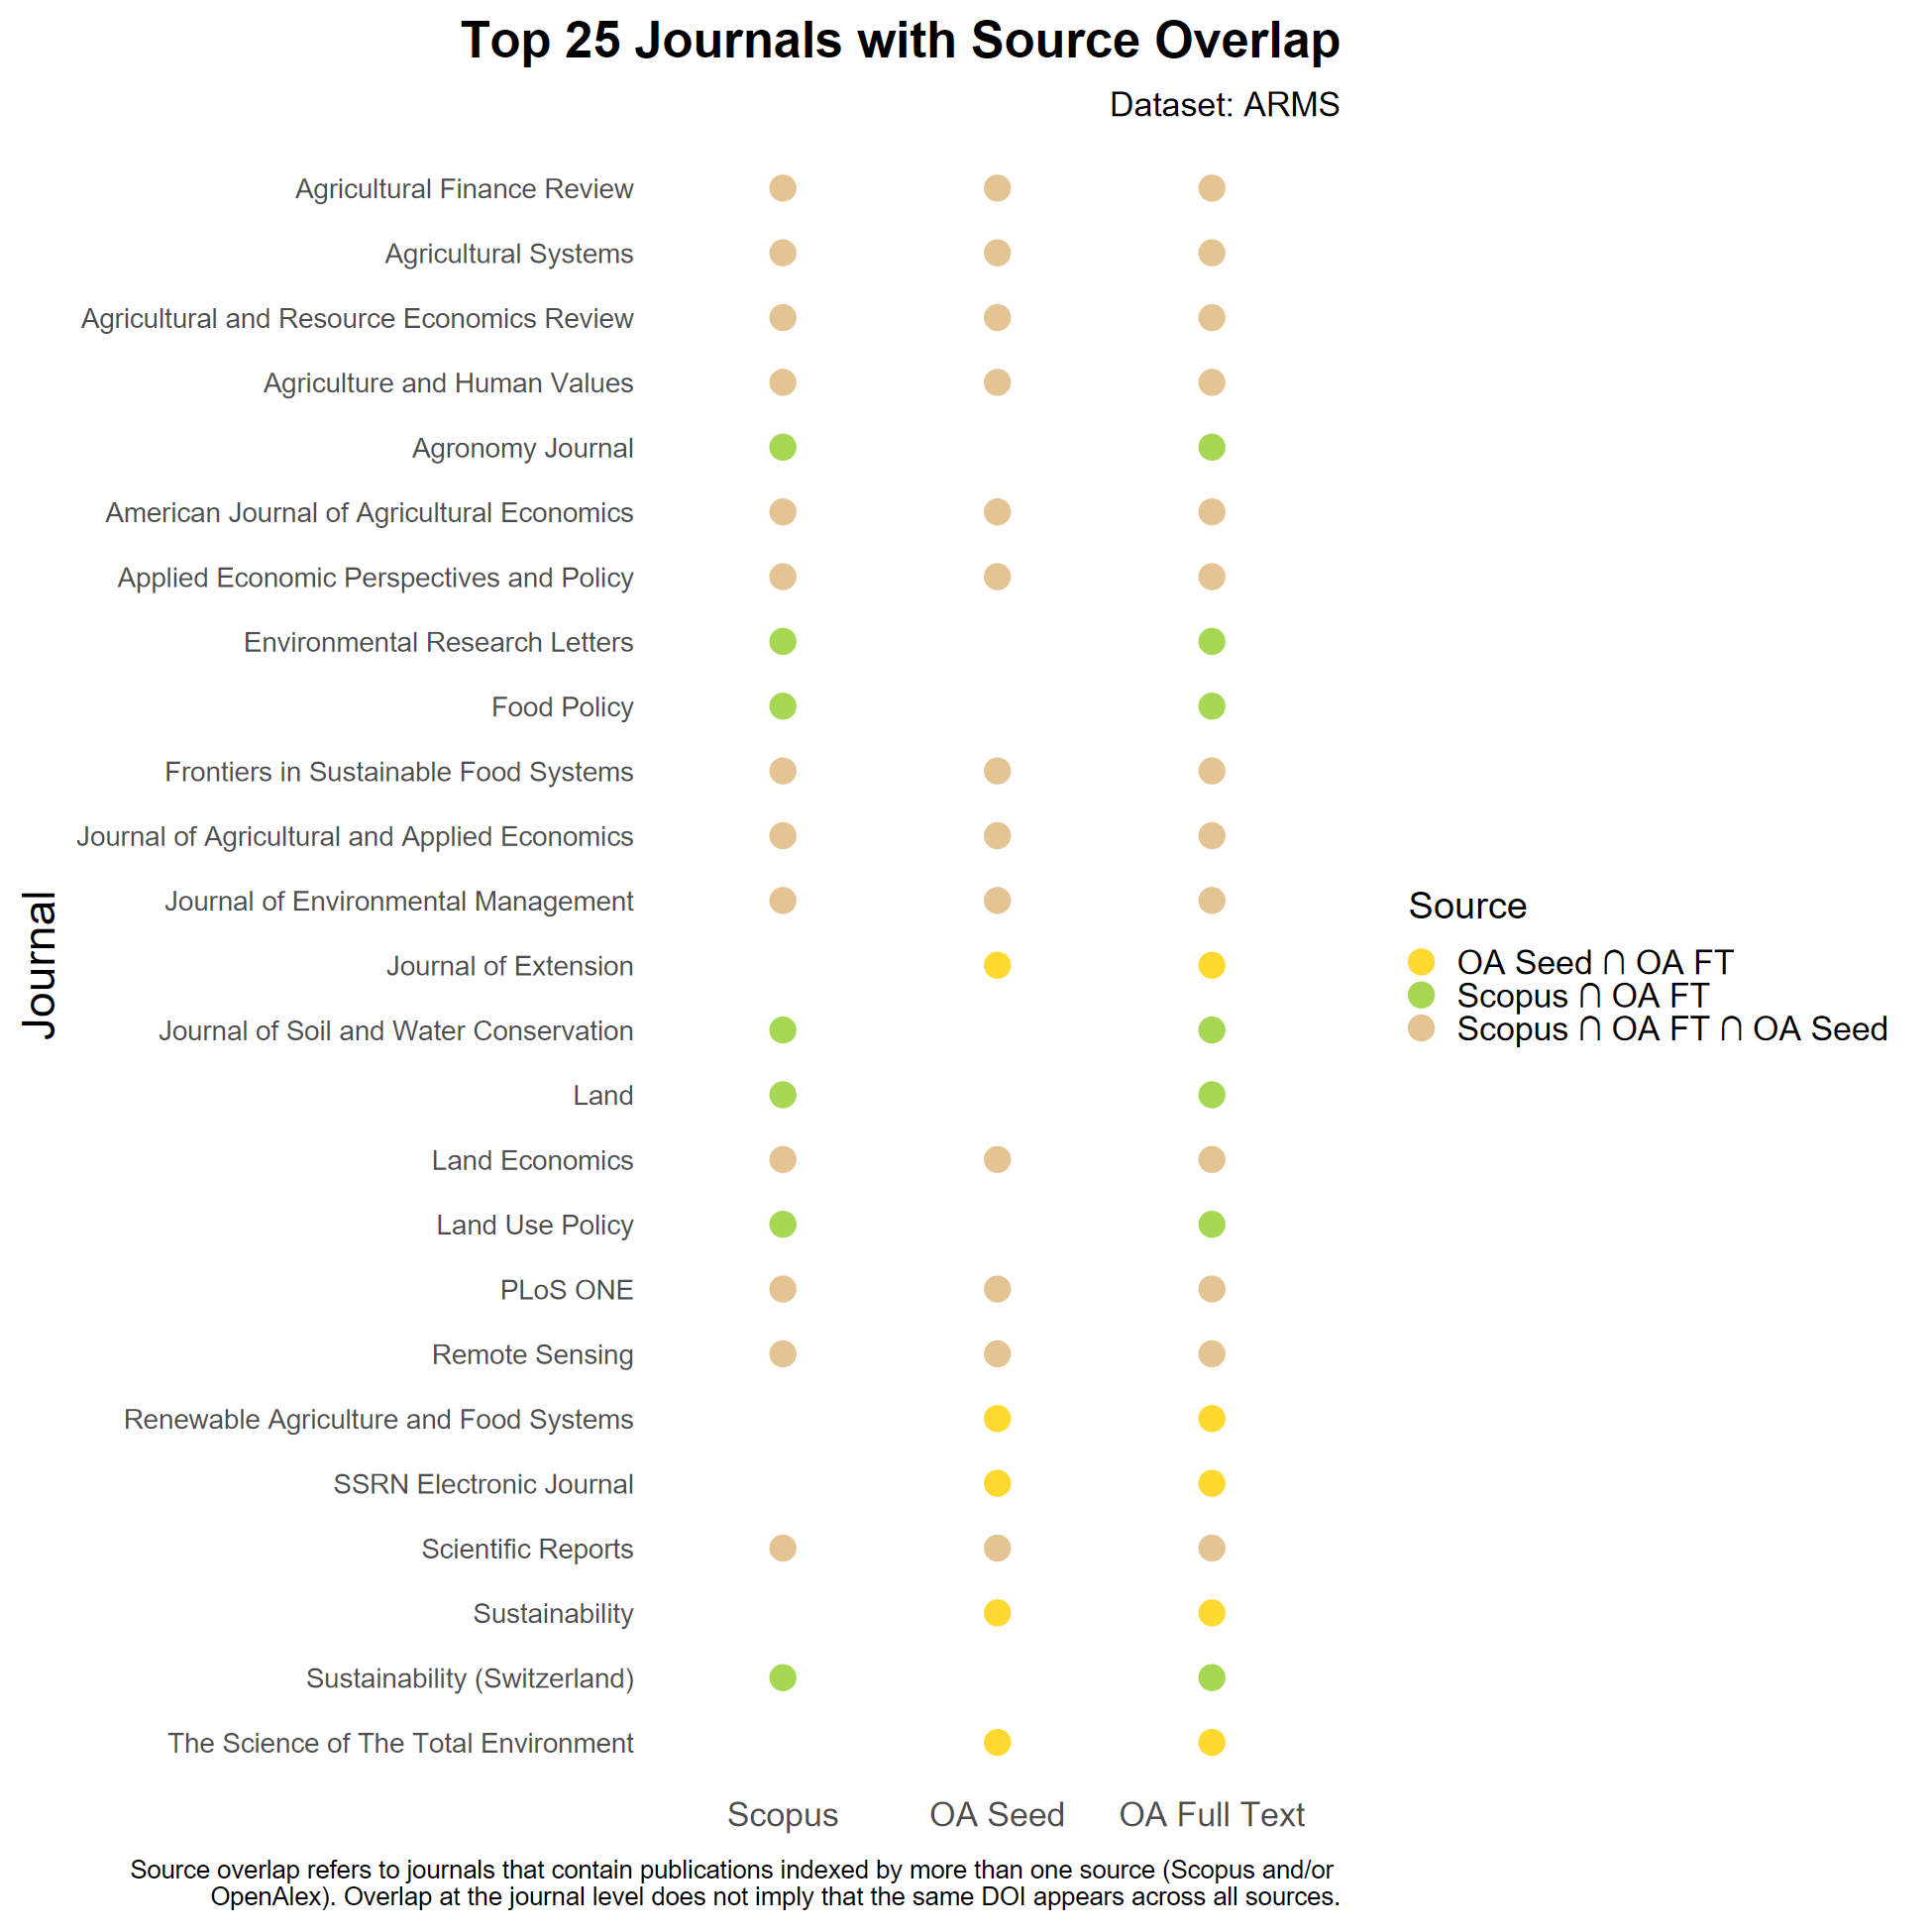 Top 25 Journals with Source Overlap
Dataset: ARMS
Agricultural Finance Review
Agricultural Systems
Agricultural and Resource Economics Review
Agriculture and Human Values
Agronomy Journal
American Journal of Agricultural Economics
Applied Economic Perspectives and Policy
Environmental Research Letters
Food Policy
Frontiers in Sustainable Food Systems
Journal of Agricultural and Applied Economics
Journal of Environmental Management
Journal of Extension
Journal of Soil and Water Conservation
Land
Land Economics
Land Use Policy
PLoS ONE
Remote Sensing
Renewable Agriculture and Food Systems
SSRN Electronic Journal
Scientific Reports
Sustainability
Sustainability (Switzerland)
The Science of The Total Environment
Journal
Scopus
OA Seed
OA Full Text
Source
OA Seed ∩ OA FT
Scopus ∩ OA FT
Scopus ∩ OA FT ∩ OA Seed
Source overlap refers to journals that contain publications indexed by more than one source (Scopus and/or
OpenAlex). Overlap at the journal level does not imply that the same DOI appears across all sources.